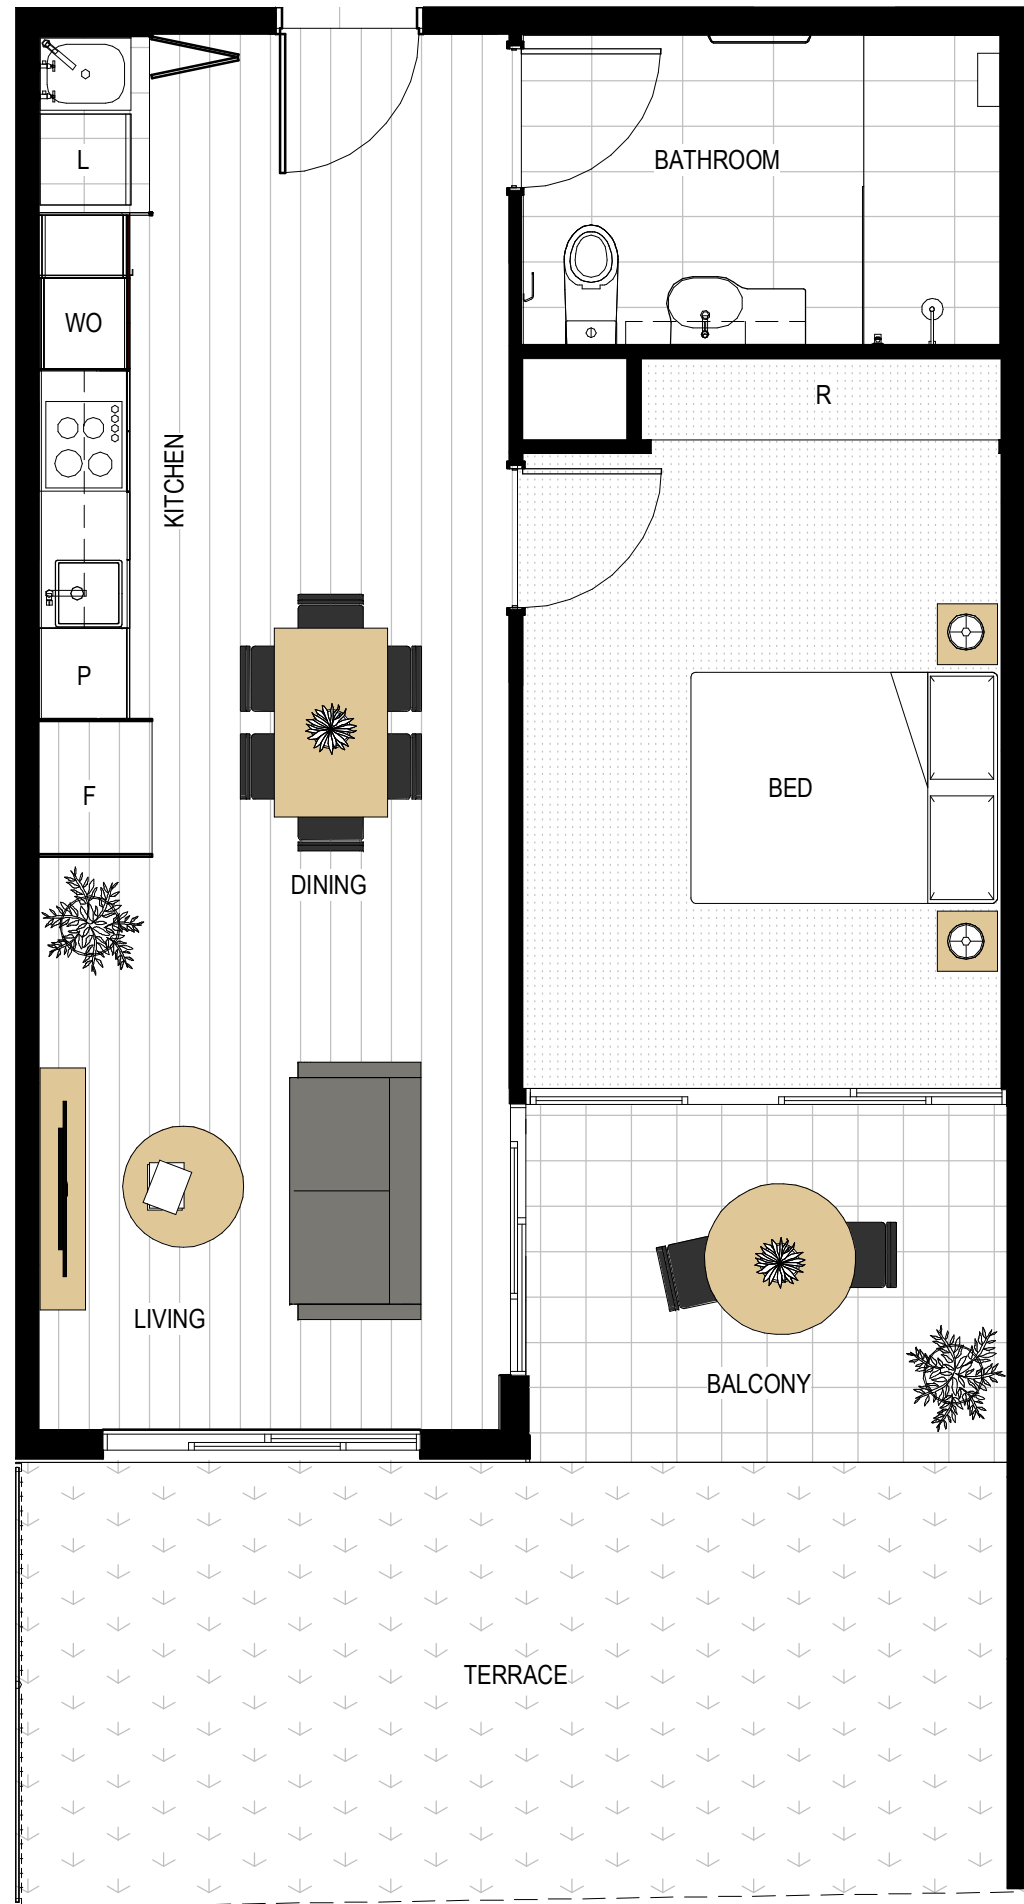 BATHROOM
L
WO
R
KITCHEN
P
BED
F
DINING
LIVING
BALCONY
TERRACE